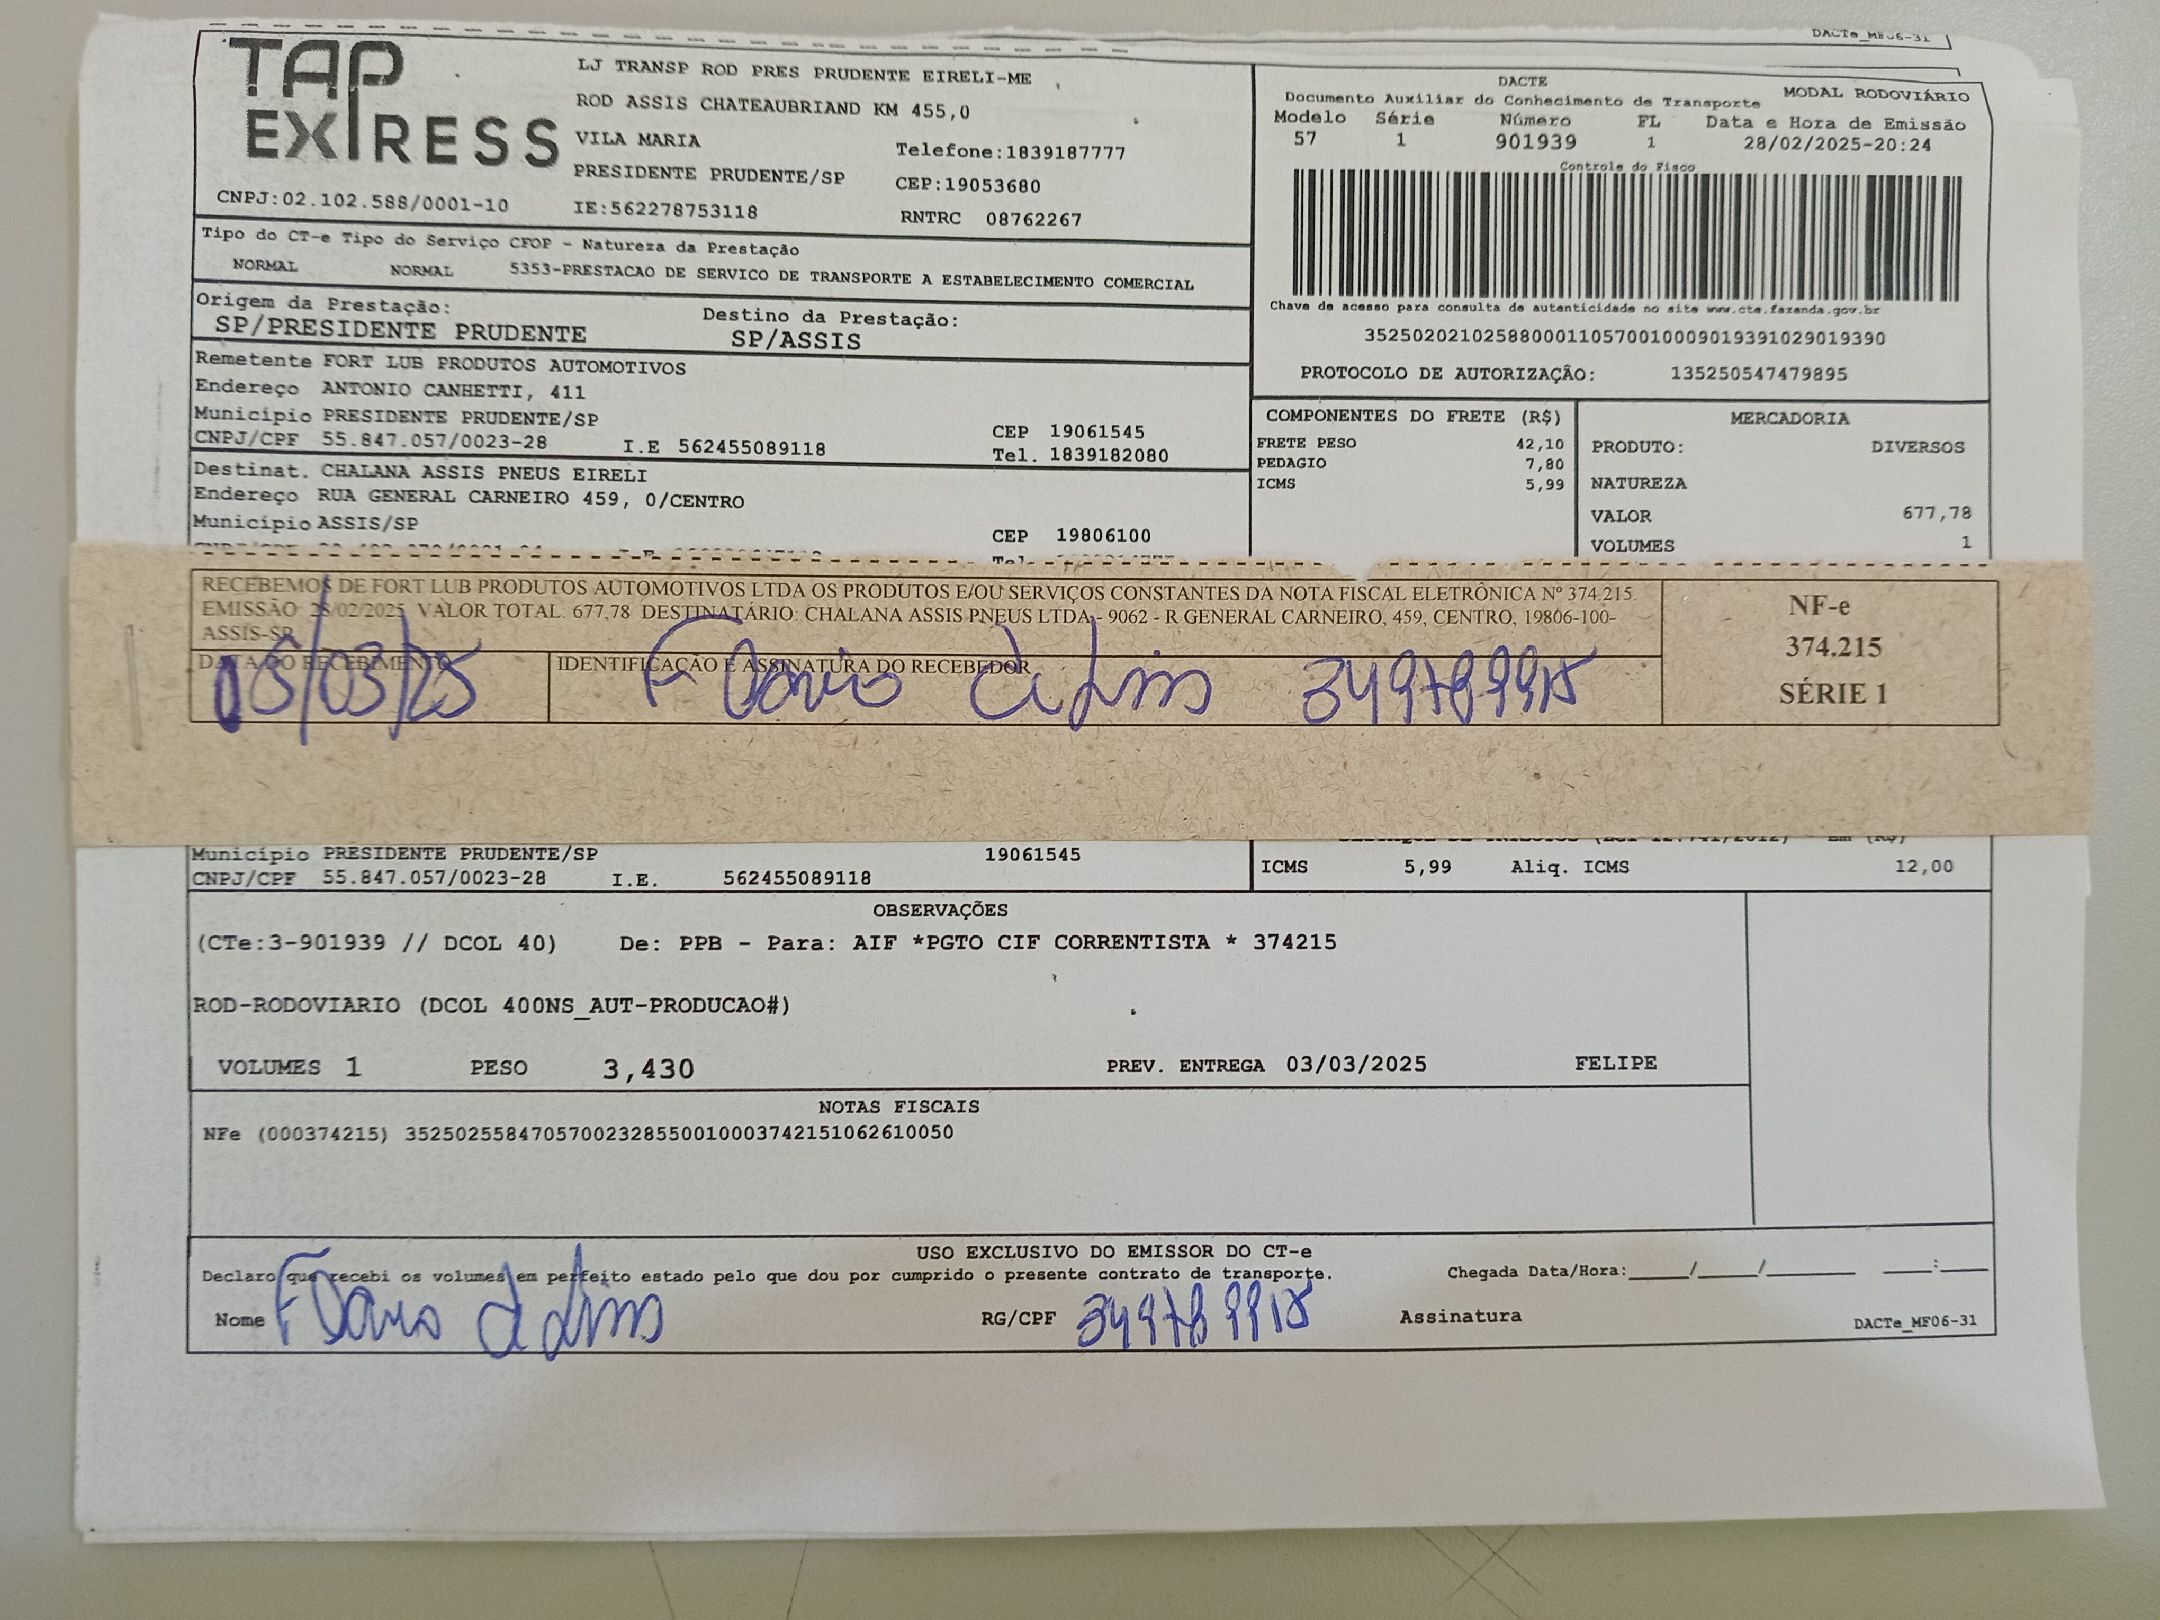 DACTe_MF06-31
TAP EXPRESS
LJ TRANSP ROD PRES PRUDENTE EIRELI-ME
ROD ASSIS CHATEAUBRIAND KM 455,0
VILA MARIA Telefone:1839187777
PRESIDENTE PRUDENTE/SP CEP:19053680
CNPJ:02.102.588/0001-10 IE:562278753118 RNTRC 08762267
DACTE
Documento Auxiliar do Conhecimento de Transporte MODAL RODOVIÁRIO
Modelo Série Número FL Data e Hora de Emissão
57 1 901939 1 28/02/2025-20:24
Controle do Fisco
Chave de acesso para consulta de autenticidade no site www.cte.fazenda.gov.br
35250202102588000110570010009019391029019390
PROTOCOLO DE AUTORIZAÇÃO: 135250547479895
Tipo do CT-e Tipo do Serviço CFOP - Natureza da Prestação
NORMAL NORMAL 5353-PRESTACAO DE SERVICO DE TRANSPORTE A ESTABELECIMENTO COMERCIAL
Origem da Prestação: Destino da Prestação:
SP/PRESIDENTE PRUDENTE SP/ASSIS
Remetente FORT LUB PRODUTOS AUTOMOTIVOS
Endereço ANTONIO CANHETTI, 411
Município PRESIDENTE PRUDENTE/SP CEP 19061545
CNPJ/CPF 55.847.057/0023-28 I.E 562455089118 Tel. 1839182080
Destinat. CHALANA ASSIS PNEUS EIRELI
Endereço RUA GENERAL CARNEIRO 459, 0/CENTRO
Município ASSIS/SP CEP 19806100
COMPONENTES DO FRETE (R$)
FRETE PESO 42,10
PEDAGIO 7,80
ICMS 5,99
MERCADORIA
PRODUTO: DIVERSOS
NATUREZA
VALOR 677,78
VOLUMES 1
RECEBEMOS DE FORT LUB PRODUTOS AUTOMOTIVOS LTDA OS PRODUTOS E/OU SERVIÇOS CONSTANTES DA NOTA FISCAL ELETRÔNICA Nº 374.215.
EMISSÃO: 28/02/2025 VALOR TOTAL: 677,78 DESTINATÁRIO: CHALANA ASSIS PNEUS LTDA - 9062 - R GENERAL CARNEIRO, 459, CENTRO, 19806-100-
ASSIS-SP
DATA DO RECEBIMENTO IDENTIFICAÇÃO E ASSINATURA DO RECEBEDOR
/03/25
NF-e
374.215
SÉRIE 1
Município PRESIDENTE PRUDENTE/SP 19061545
CNPJ/CPF 55.847.057/0023-28 I.E. 562455089118
ICMS 5,99 Aliq. ICMS 12,00
OBSERVAÇÕES
(CTe:3-901939 // DCOL 40) De: PPB - Para: AIF *PGTO CIF CORRENTISTA * 374215
ROD-RODOVIARIO (DCOL 400NS_AUT-PRODUCAO#)
VOLUMES 1 PESO 3,430 PREV. ENTREGA 03/03/2025 FELIPE
NOTAS FISCAIS
NFe (000374215) 35250255847057002328550010003742151062610050
USO EXCLUSIVO DO EMISSOR DO CT-e
Declaro que recebi os volumes em perfeito estado pelo que dou por cumprido o presente contrato de transporte. Chegada Data/Hora:____/____/______ ____:____
Nome RG/CPF Assinatura
DACTe_MF06-31